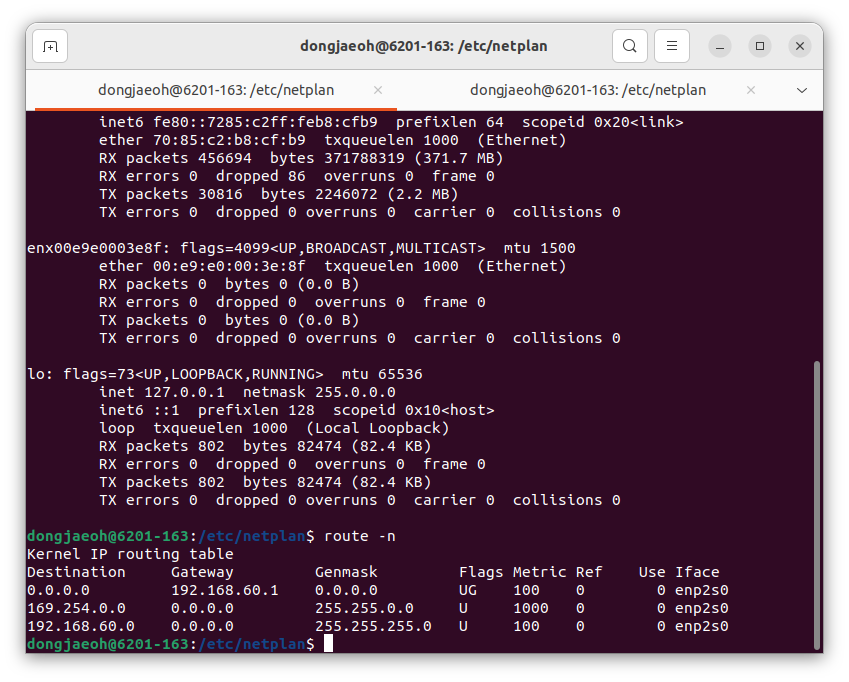 dongjaeoh@6201-163: /etc/netplan
dongjaeoh@6201-163: /etc/netplan
dongjaeoh@6201-163: /etc/netplan
inet6 fe80::7285:c2ff:feb8:cfb9  prefixlen 64  scopeid 0x20<link>
ether 70:85:c2:b8:cf:b9  txqueuelen 1000  (Ethernet)
RX packets 456694  bytes 371788319 (371.7 MB)
RX errors 0  dropped 86  overruns 0  frame 0
TX packets 30816  bytes 2246072 (2.2 MB)
TX errors 0  dropped 0 overruns 0  carrier 0  collisions 0
enx00e9e0003e8f: flags=4099<UP,BROADCAST,MULTICAST>  mtu 1500
ether 00:e9:e0:00:3e:8f  txqueuelen 1000  (Ethernet)
RX packets 0  bytes 0 (0.0 B)
RX errors 0  dropped 0  overruns 0  frame 0
TX packets 0  bytes 0 (0.0 B)
TX errors 0  dropped 0 overruns 0  carrier 0  collisions 0
lo: flags=73<UP,LOOPBACK,RUNNING>  mtu 65536
inet 127.0.0.1  netmask 255.0.0.0
inet6 ::1  prefixlen 128  scopeid 0x10<host>
loop  txqueuelen 1000  (Local Loopback)
RX packets 802  bytes 82474 (82.4 KB)
RX errors 0  dropped 0  overruns 0  frame 0
TX packets 802  bytes 82474 (82.4 KB)
TX errors 0  dropped 0 overruns 0  carrier 0  collisions 0
dongjaeoh@6201-163:/etc/netplan$ route -n
Kernel IP routing table
Destination     Gateway         Genmask         Flags Metric Ref    Use Iface
0.0.0.0         192.168.60.1    0.0.0.0         UG    100    0        0 enp2s0
169.254.0.0     0.0.0.0         255.255.0.0     U     1000   0        0 enp2s0
192.168.60.0    0.0.0.0         255.255.255.0   U     100    0        0 enp2s0
dongjaeoh@6201-163:/etc/netplan$